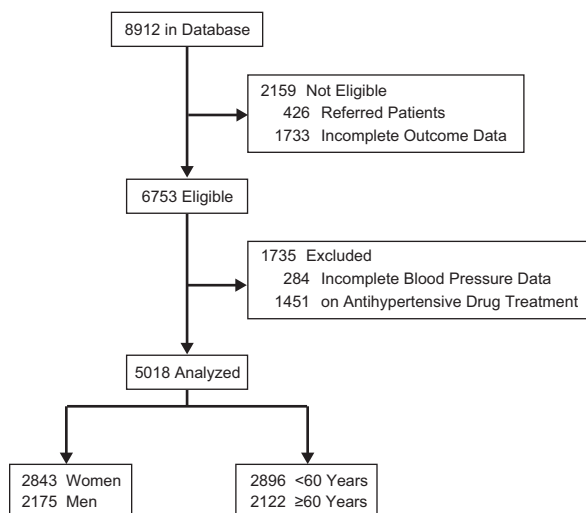 8912 in Database
2159 Not Eligible
426 Referred Patients
1733 Incomplete Outcome Data
6753 Eligible
1735 Excluded
284 Incomplete Blood Pressure Data
1451 on Antihypertensive Drug Treatment
5018 Analyzed
2843 Women
2175 Men
2896 <60 Years
2122 ≥60 Years